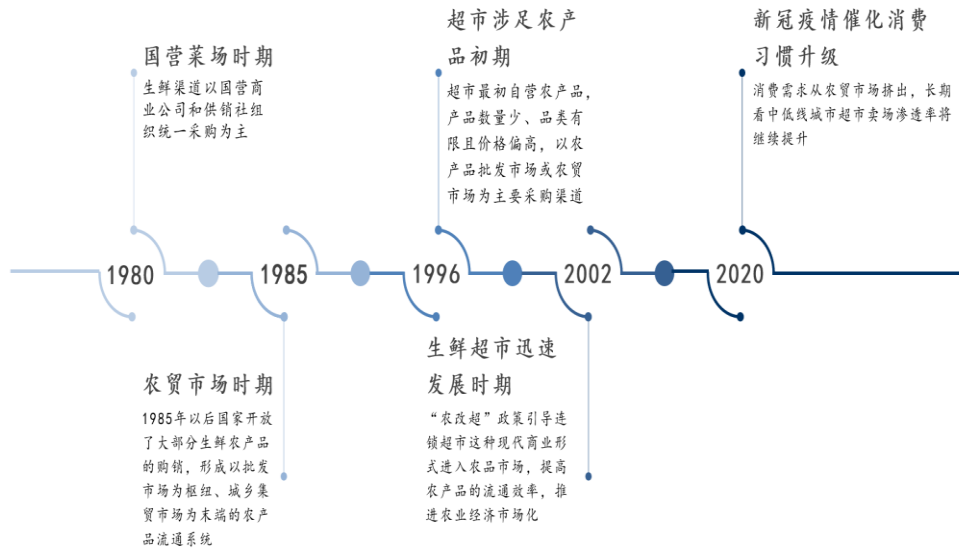 国营菜场时期
生鲜渠道以国营商
业公司和供销社组
织统一采购为主
超市涉足农产
品初期
超市最初自营农产品，
产品数量少、品类有
限且价格偏高，以农
产品批发市场或农贸
市场为主要采购渠道
新冠疫情催化消费
习惯升级
消费需求从农贸市场挤出，长期
看中低线城市超市卖场渗透率将
继续提升
1980
1985
1996
2002
2020
农贸市场时期
1985年以后国家开放
了大部分生鲜农产品
的购销，形成以批发
市场为枢纽、城乡集
贸市场为末端的农产
品流通系统
生鲜超市迅速
发展时期
“农改超”政策引导连
锁超市这种现代商业形
式进入农品市场，提高
农产品的流通效率，推
进农业经济市场化